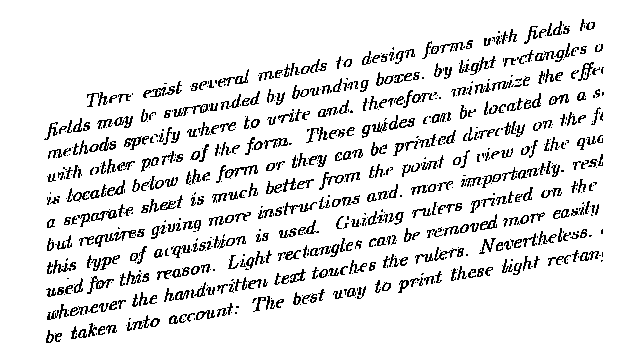 There exist several methods to design forms with fields to
fields may be surrounded by bounding boxes, by light rectangles o
methods specify where to write and, therefore, minimize the effe
with other parts of the form. These guides can be located on a s
is located below the form or they can be printed directly on the fo
a separate sheet is much better from the point of view of the qua
but requires giving more instructions and, more importantly, rest
this type of acquisition is used. Guiding rulers printed on the
used for this reason. Light rectangles can be removed more easily
whenever the handwritten text touches the rulers. Nevertheless,
be taken into account: The best way to print these light rectang